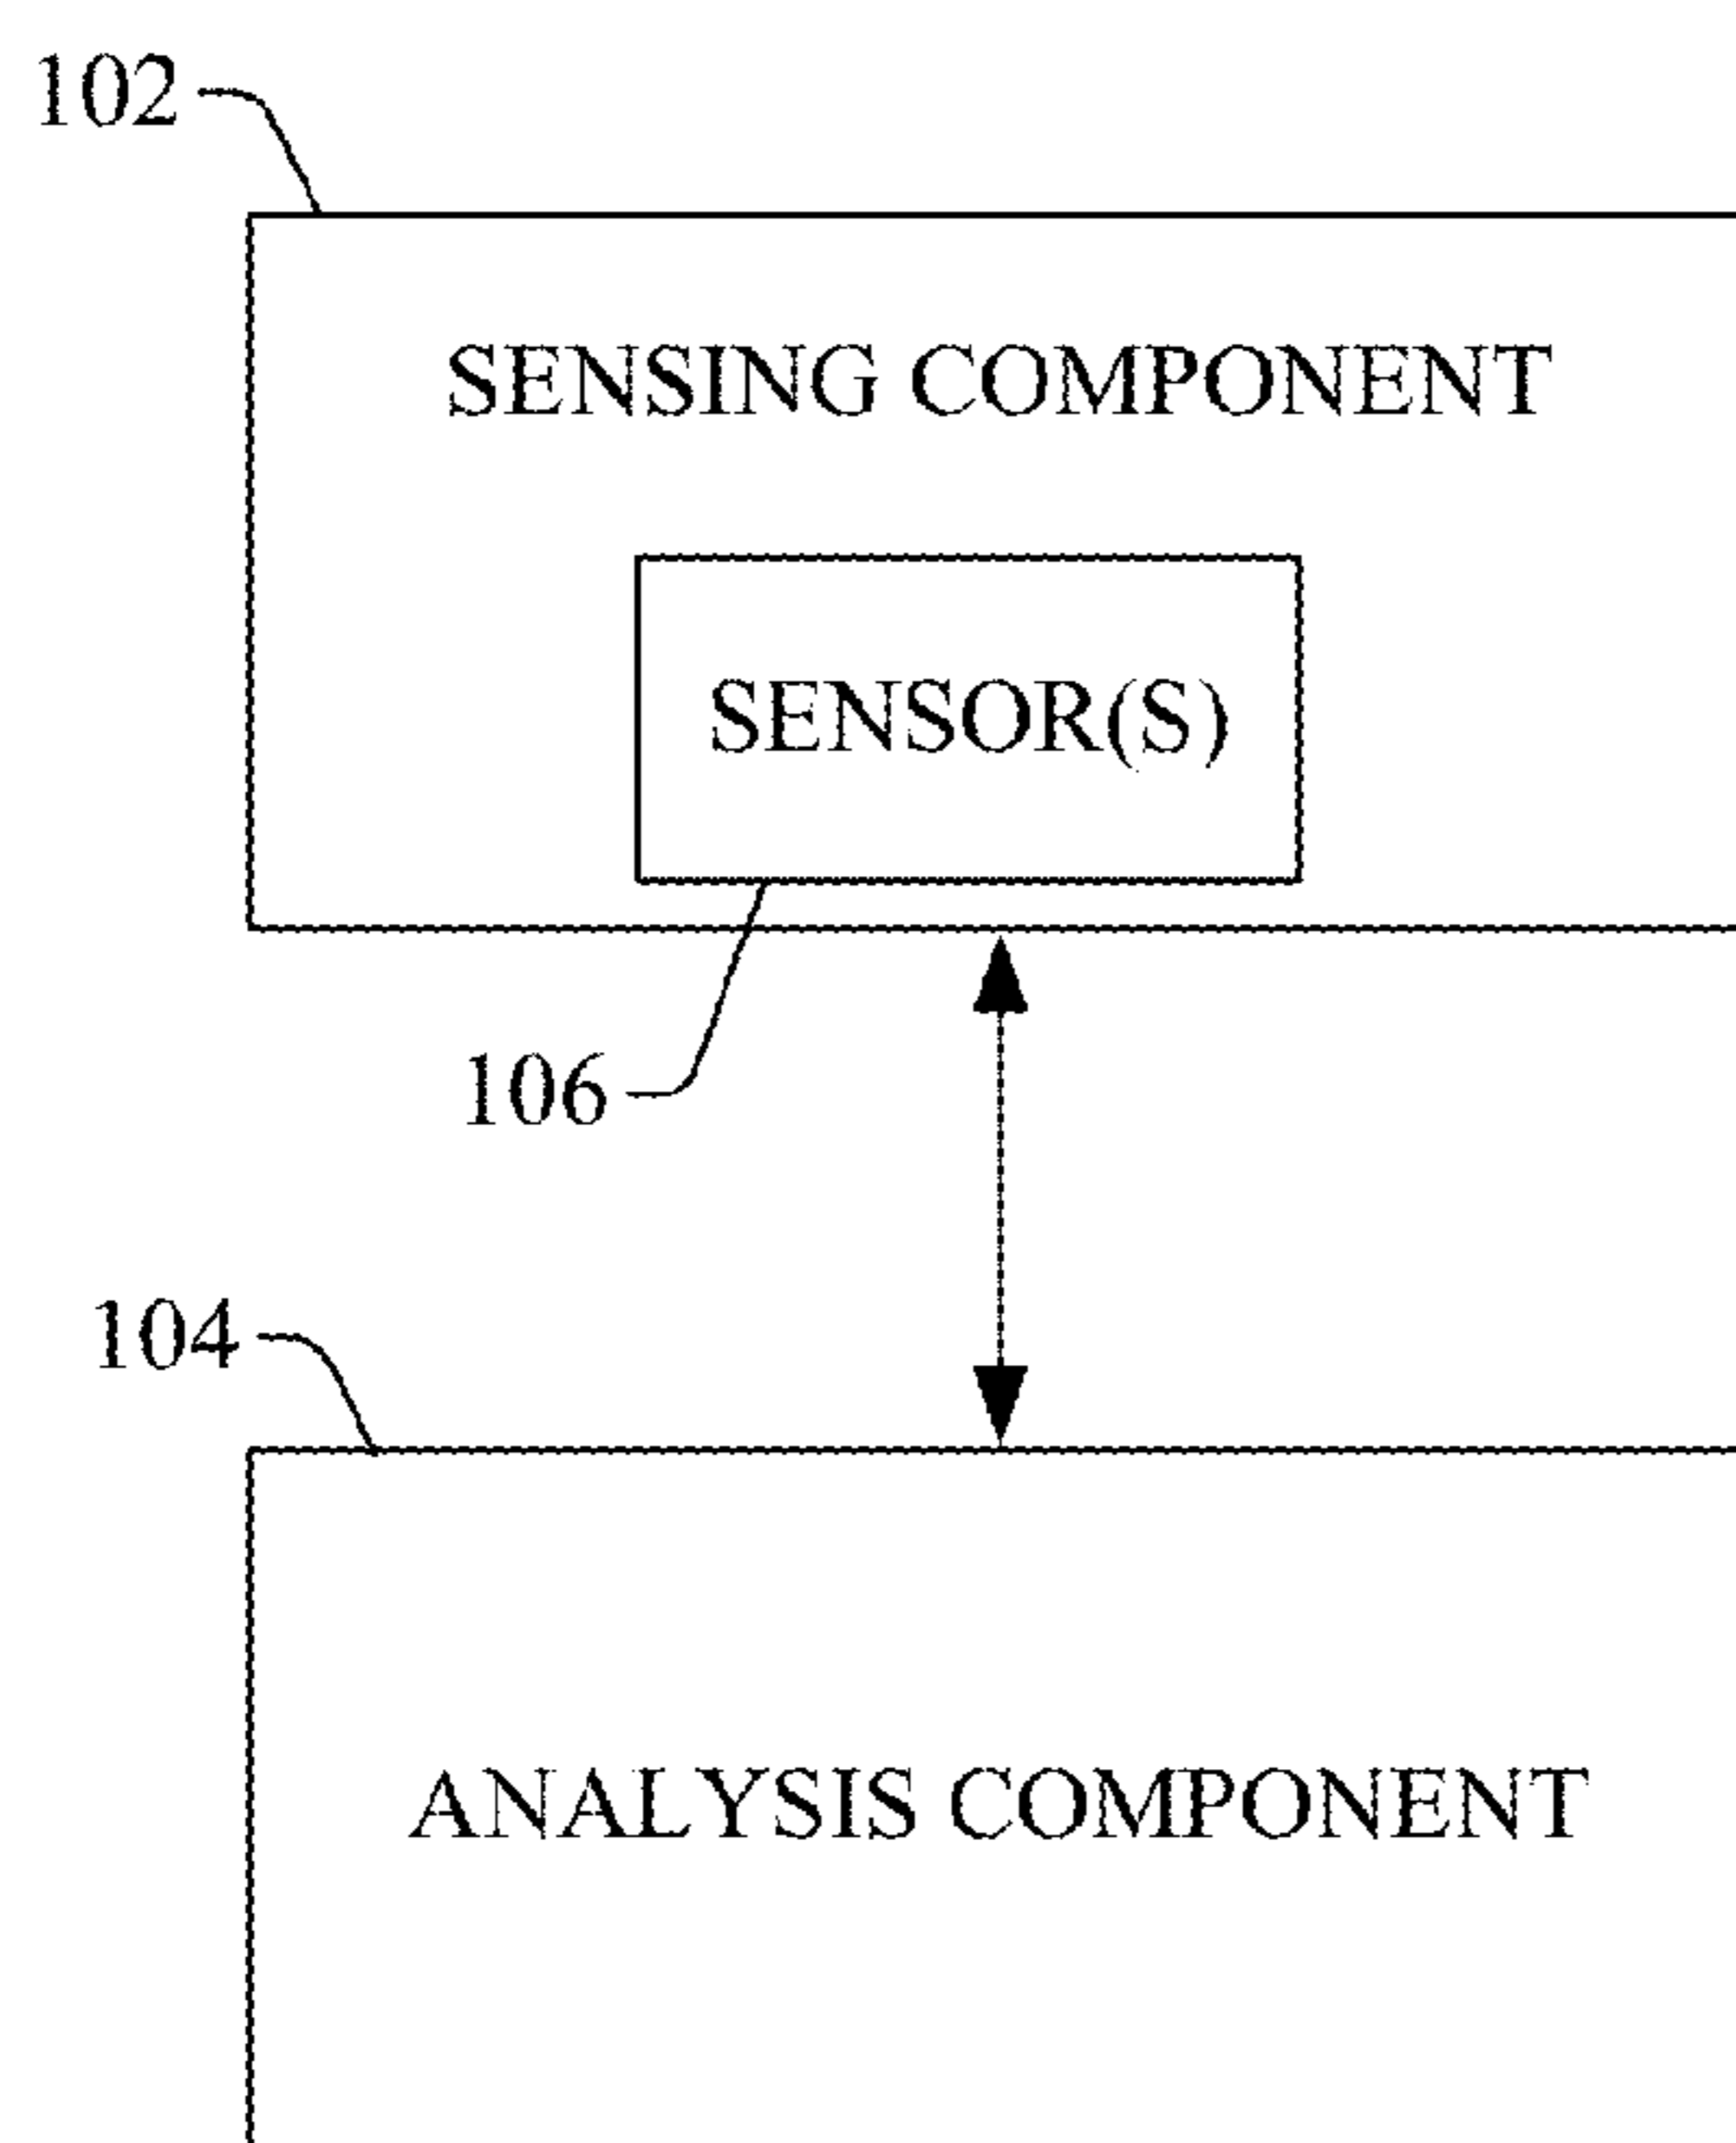 102
SENSING COMPONENT
SENSOR(S)
106
104
ANALYSIS COMPONENT